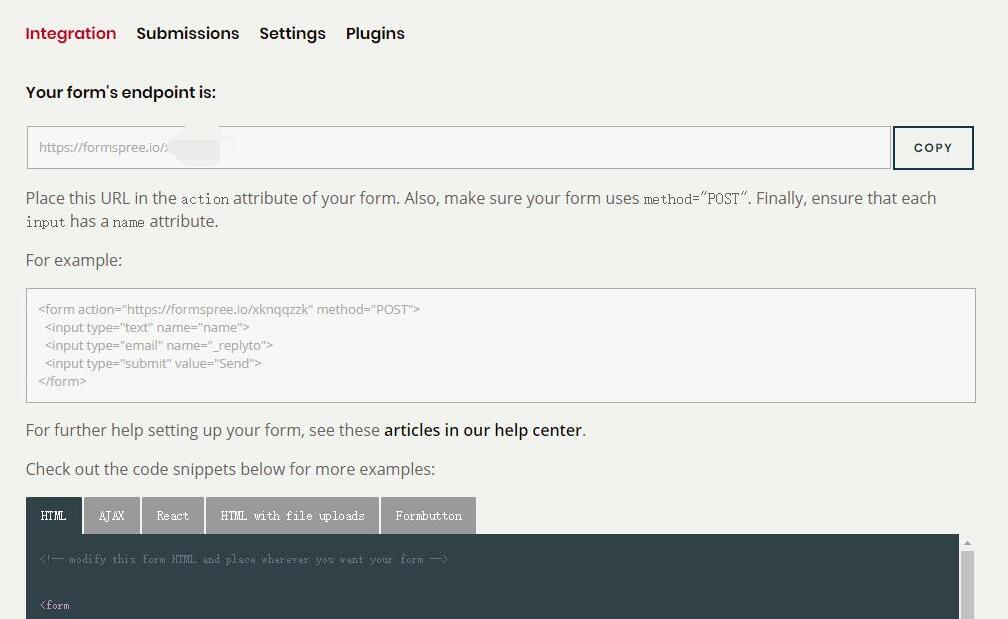 Integration Submissions Settings Plugins
Your form's endpoint is:
https://formspree.io/x
COPY
Place this URL in the action attribute of your form. Also, make sure your form uses method="POST". Finally, ensure that each
input has a name attribute.
For example:
<form action="https://formspree.io/xknqqzzk" method="POST">
<input type="text" name="name">
<input type="email" name="_replyto">
<input type="submit" value="Send">
</form>
For further help setting up your form, see these articles in our help center.
Check out the code snippets below for more examples:
HTML AJAX React HTML with file uploads Formbutton
<!-- modify this form HTML and place wherever you want your form -->
<form